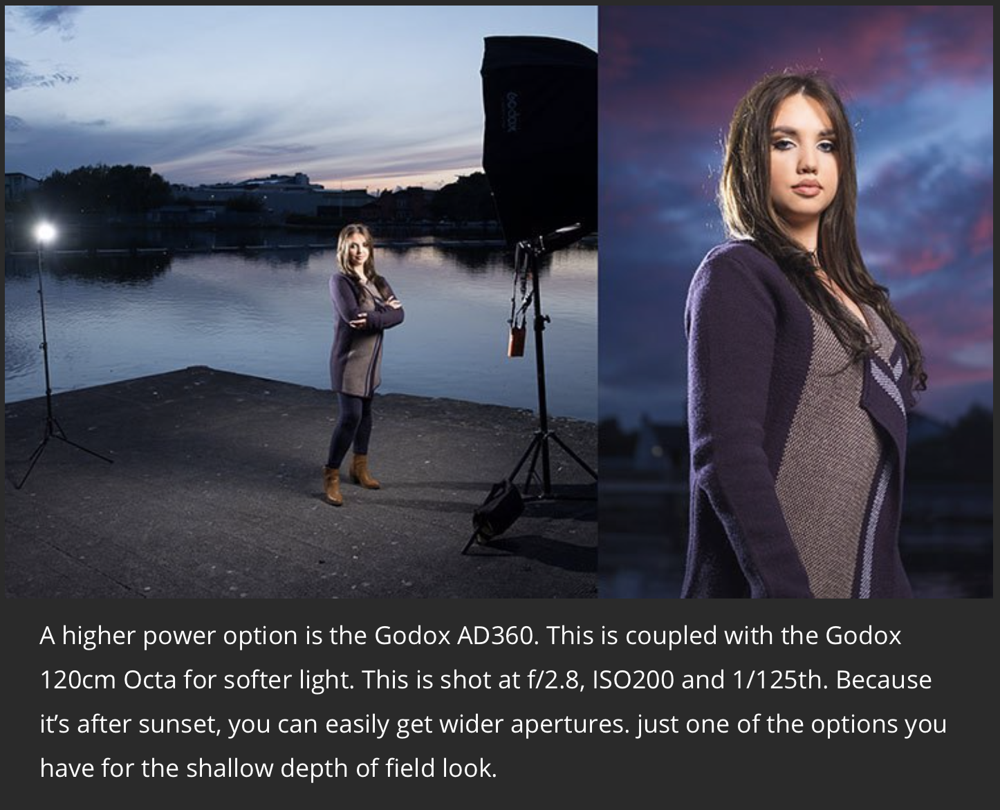 Godox
A higher power option is the Godox AD360. This is coupled with the Godox
120cm Octa for softer light. This is shot at f/2.8, ISO200 and 1/125th. Because
it’s after sunset, you can easily get wider apertures. just one of the options you
have for the shallow depth of field look.